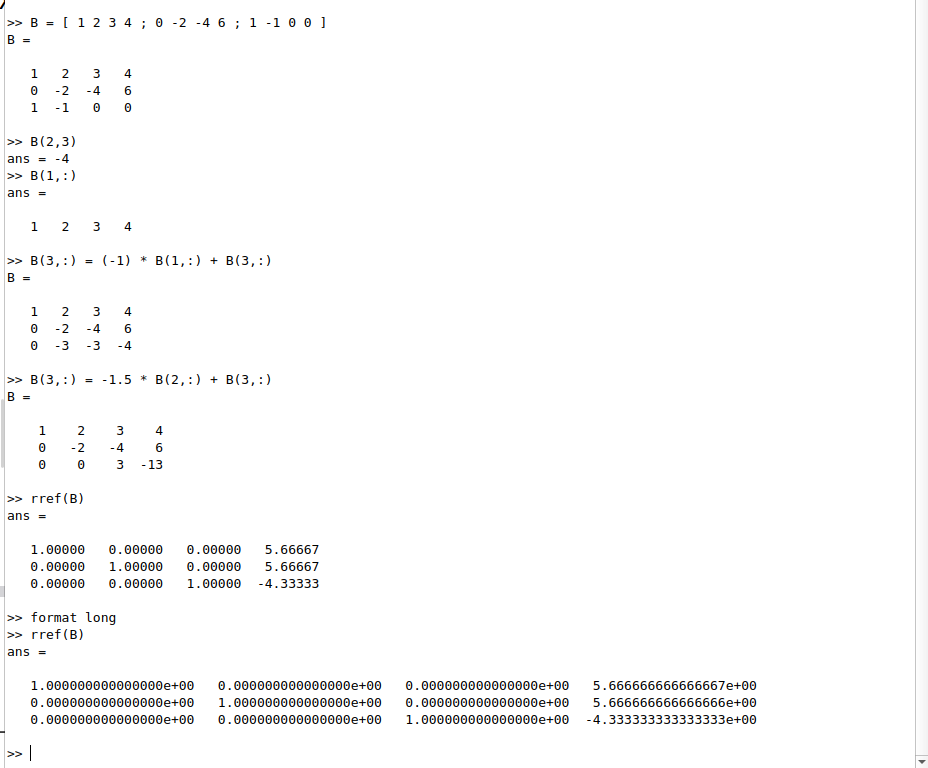 >> B = [ 1 2 3 4 ; 0 -2 -4 6 ; 1 -1 0 0 ]
B =
1 2 3 4
0 -2 -4 6
1 -1 0 0
>> B(2,3)
ans = -4
>> B(1,:)
ans =
1 2 3 4
>> B(3,:) = (-1) * B(1,:) + B(3,:)
B =
1 2 3 4
0 -2 -4 6
0 -3 -3 -4
>> B(3,:) = -1.5 * B(2,:) + B(3,:)
B =
1 2 3 4
0 -2 -4 6
0 0 3 -13
>> rref(B)
ans =
1.00000 0.00000 0.00000 5.66667
0.00000 1.00000 0.00000 5.66667
0.00000 0.00000 1.00000 -4.33333
>> format long
>> rref(B)
ans =
1.000000000000000e+00 0.000000000000000e+00 0.000000000000000e+00 5.666666666666667e+00
0.000000000000000e+00 1.000000000000000e+00 0.000000000000000e+00 5.666666666666666e+00
0.000000000000000e+00 0.000000000000000e+00 1.000000000000000e+00 -4.333333333333333e+00
>>